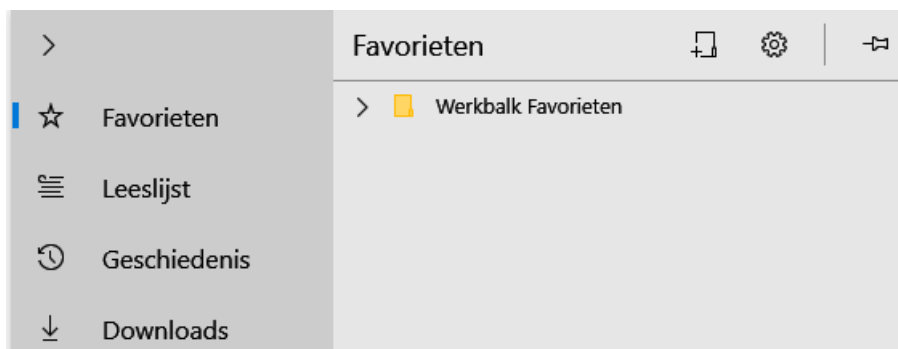 Favorieten
Werkbalk Favorieten
Favorieten
Leeslijst
Geschiedenis
Downloads